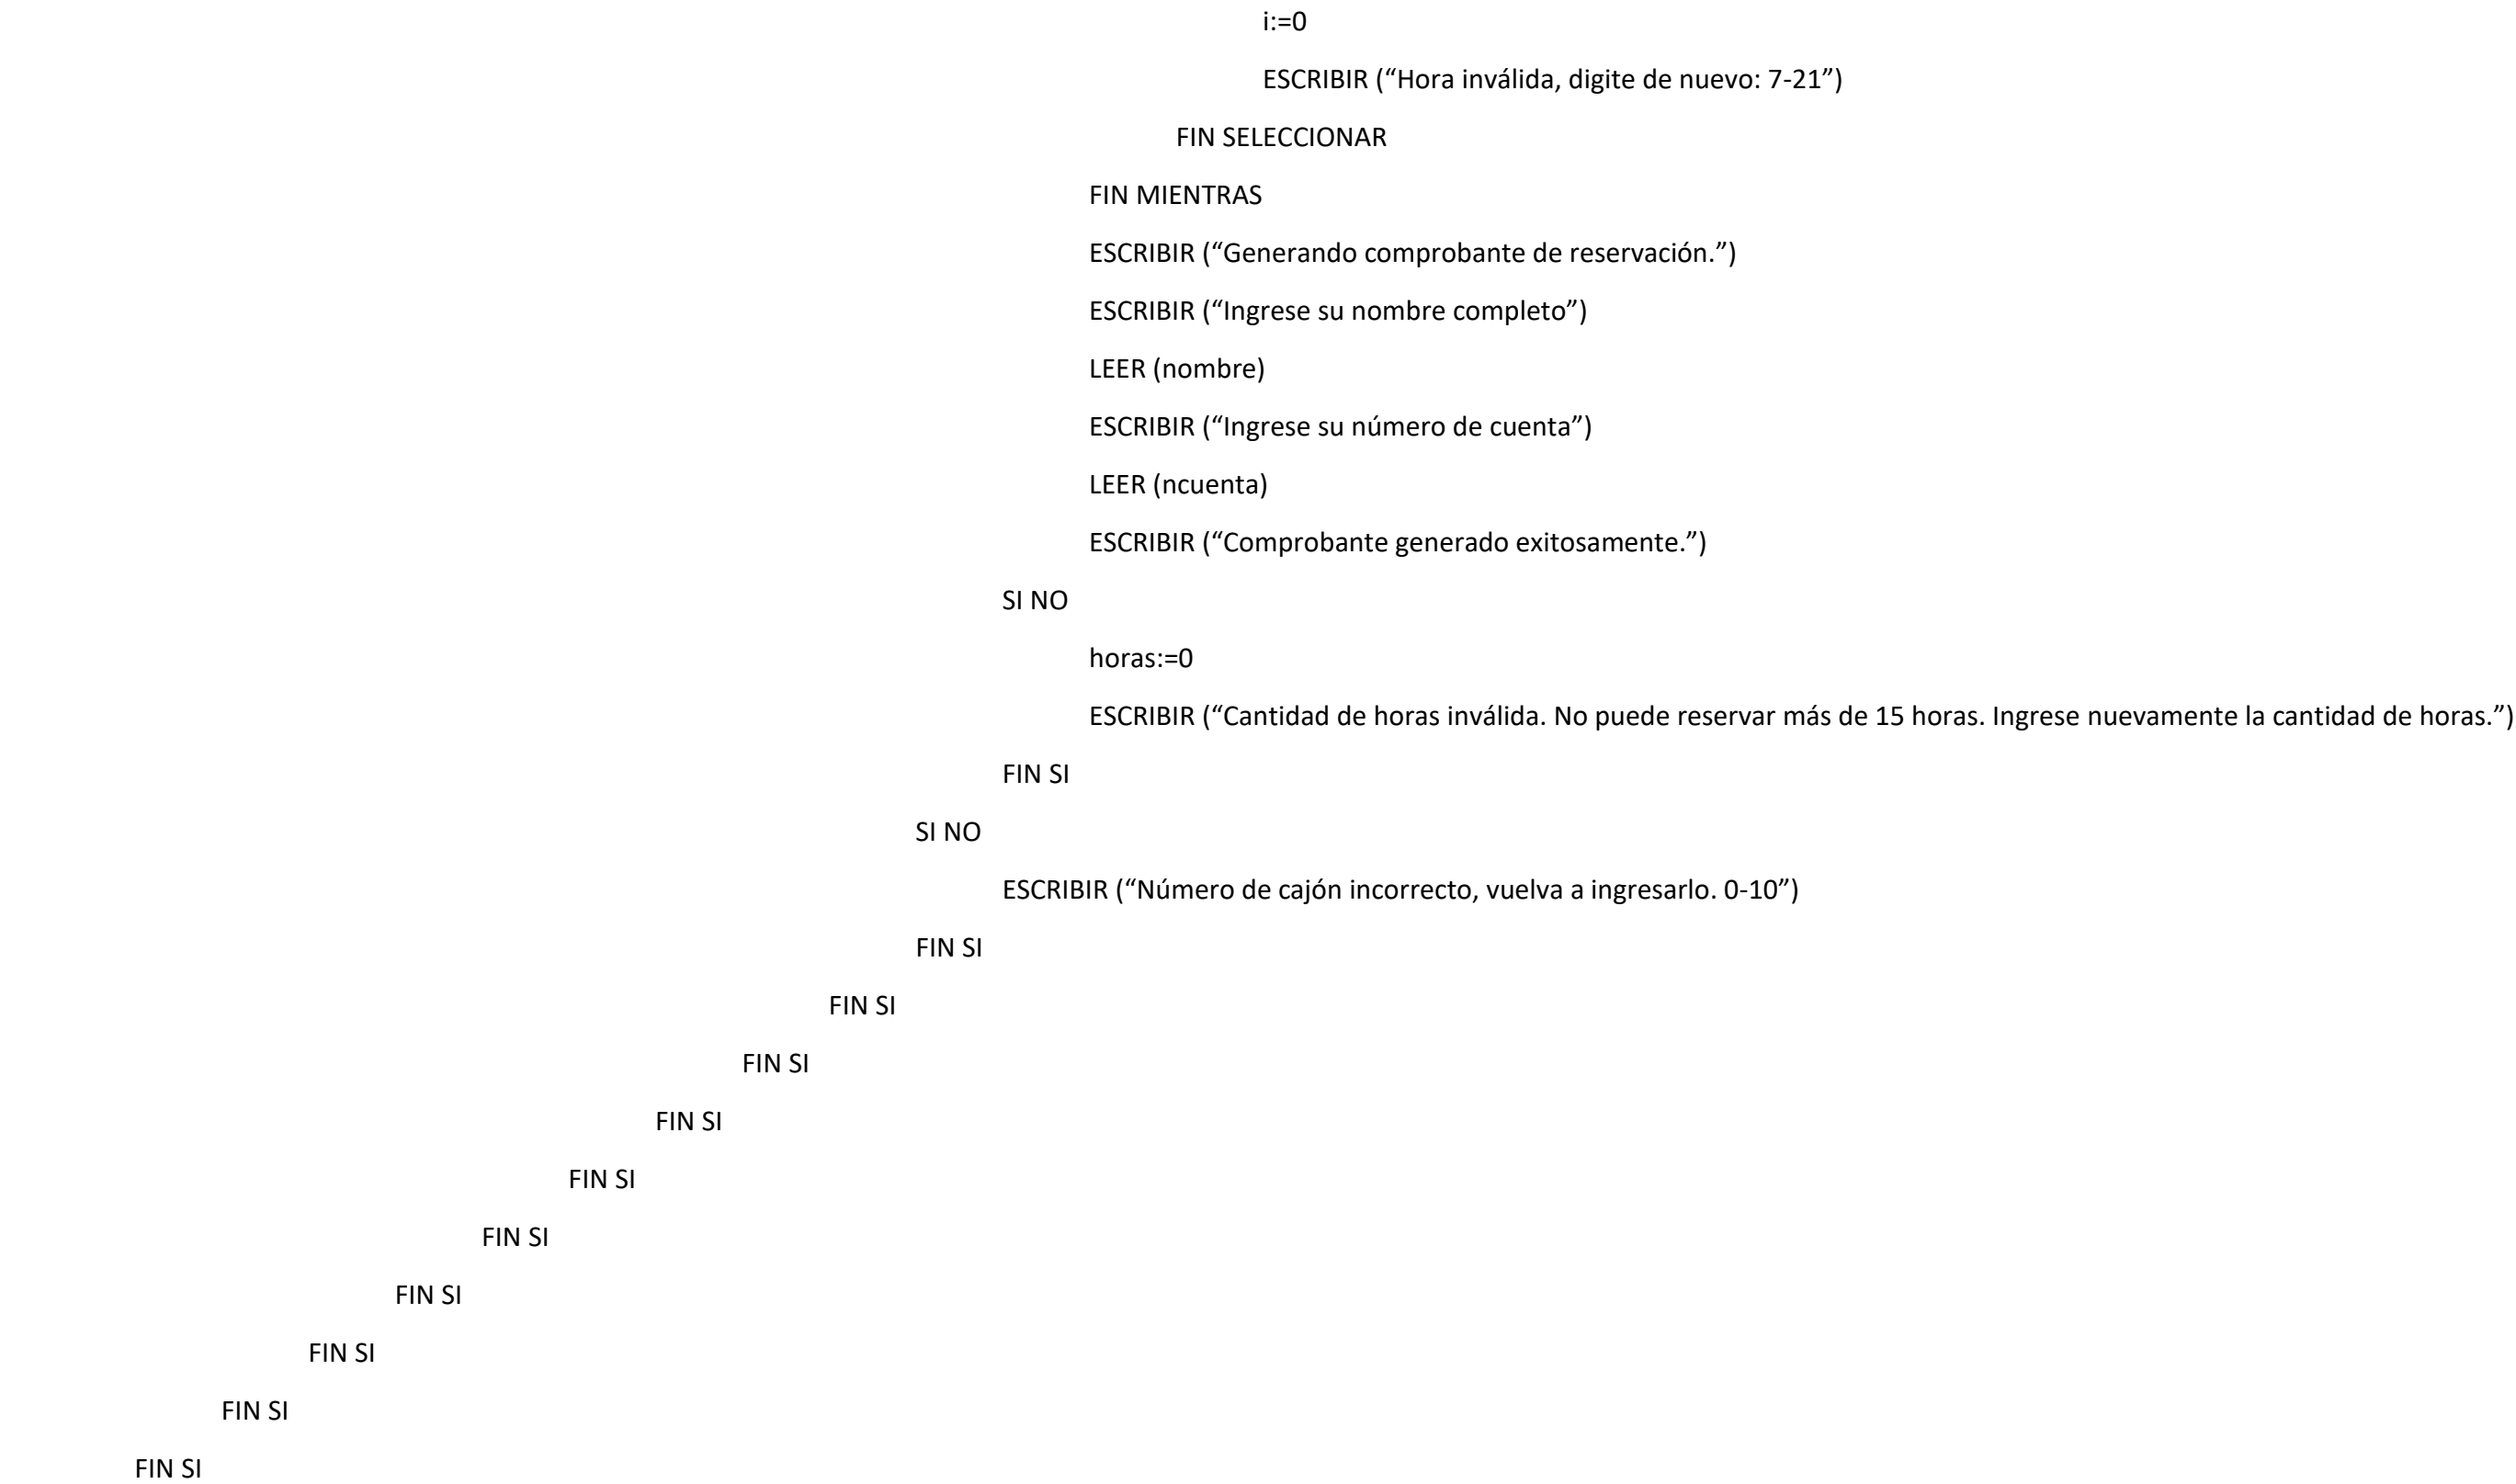 i:=0
ESCRIBIR (“Hora inválida, digite de nuevo: 7-21”)
FIN SELECCIONAR
FIN MIENTRAS
ESCRIBIR (“Generando comprobante de reservación.”)
ESCRIBIR (“Ingrese su nombre completo”)
LEER (nombre)
ESCRIBIR (“Ingrese su número de cuenta”)
LEER (ncuenta)
ESCRIBIR (“Comprobante generado exitosamente.”)
SI NO
horas:=0
ESCRIBIR (“Cantidad de horas inválida. No puede reservar más de 15 horas. Ingrese nuevamente la cantidad de horas.”)
FIN SI
SI NO
ESCRIBIR (“Número de cajón incorrecto, vuelva a ingresarlo. 0-10”)
FIN SI
FIN SI
FIN SI
FIN SI
FIN SI
FIN SI
FIN SI
FIN SI
FIN SI
FIN SI